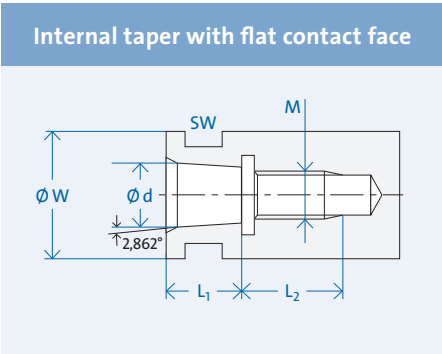 Internal taper with flat contact face
M
SW
Ø W
Ø d
2,862°
L₁
L₂